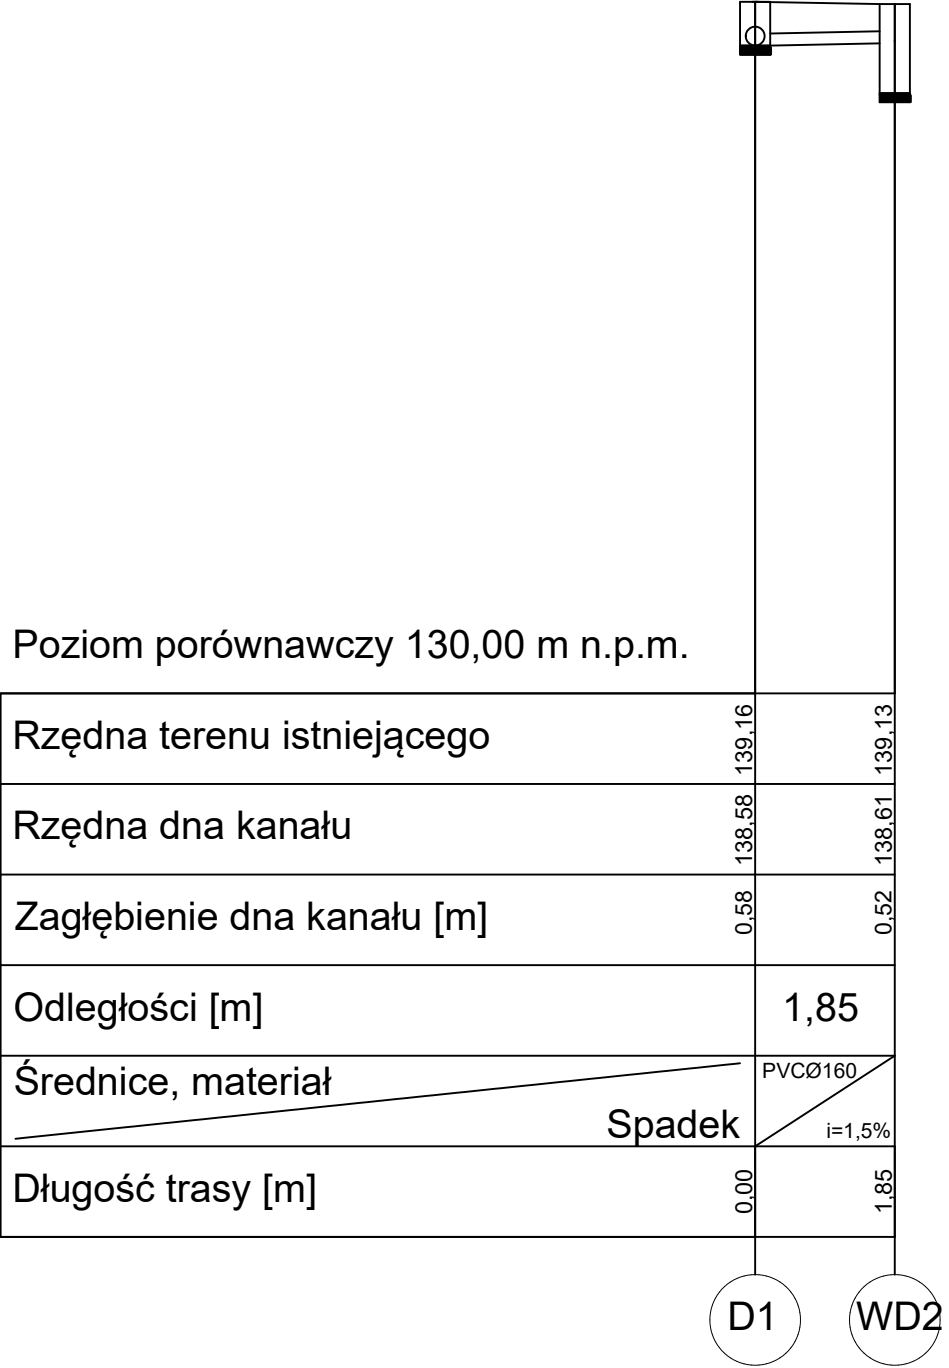 Poziom porównawczy 130,00 m n.p.m.
Rzędna terenu istniejącego 139,16 139,13
Rzędna dna kanału 138,58 138,61
Zagłębienie dna kanału [m] 0,58 0,52
Odległości [m] 1,85
Średnice, materiał PVCØ160
Spadek i=1,5%
Długość trasy [m] 0,00 1,85
D1 WD2